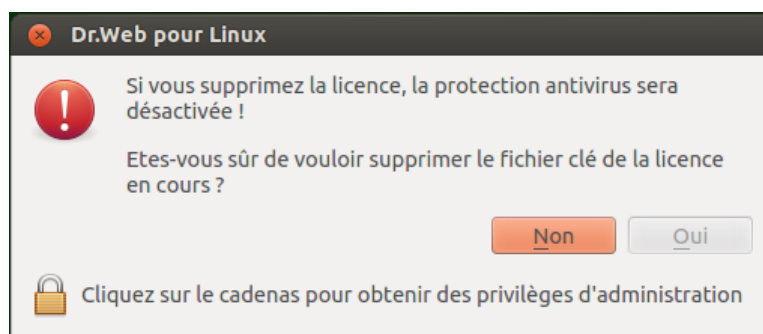 Dr.Web pour Linux
Si vous supprimez la licence, la protection antivirus sera
désactivée !
Etes-vous sûr de vouloir supprimer le fichier clé de la licence
en cours ?
Non Oui
Cliquez sur le cadenas pour obtenir des privilèges d'administration